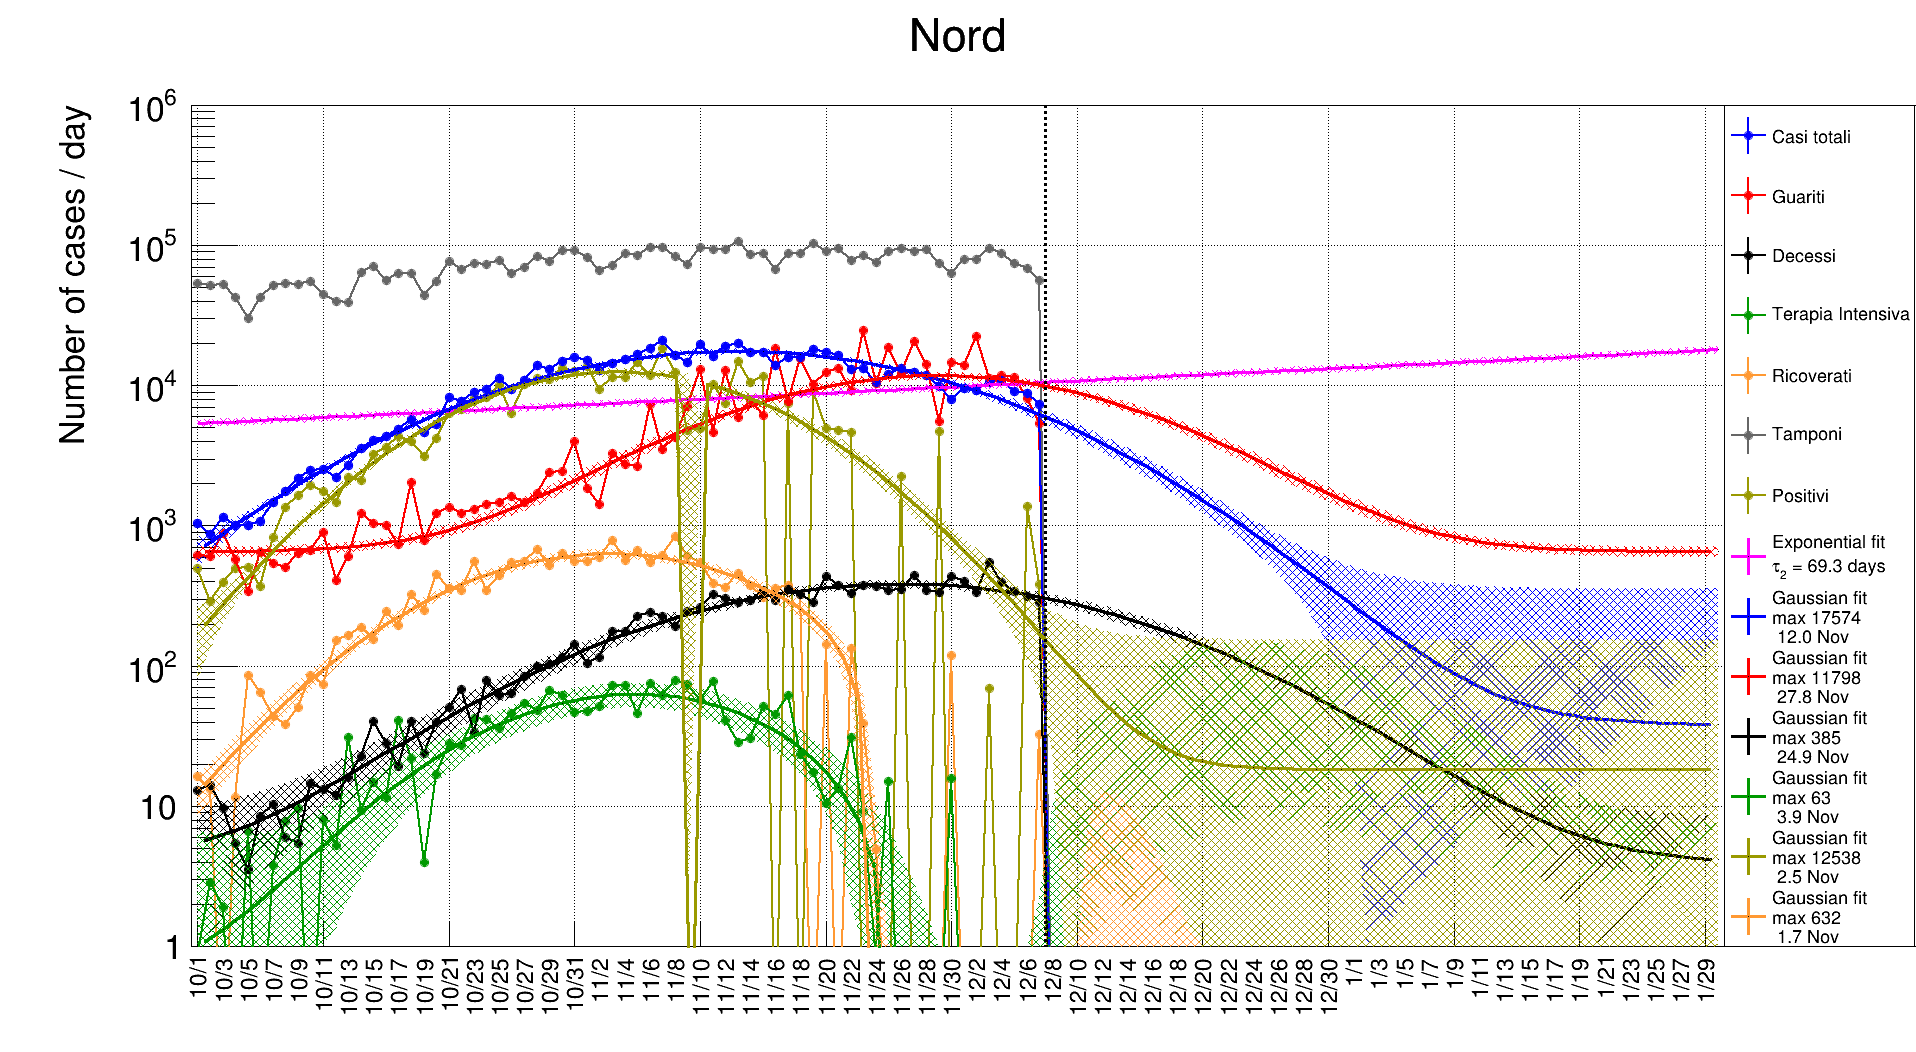 Nord
Number of cases / day
10^6
10^5
10^4
10^3
10^2
10
1
10/1
10/3
10/5
10/7
10/9
10/11
10/13
10/15
10/17
10/19
10/21
10/23
10/25
10/27
10/29
10/31
11/2
11/4
11/6
11/8
11/10
11/12
11/14
11/16
11/18
11/20
11/22
11/24
11/26
11/28
11/30
12/2
12/4
12/6
12/8
12/10
12/12
12/14
12/16
12/18
12/20
12/22
12/24
12/26
12/28
12/30
1/1
1/3
1/5
1/7
1/9
1/11
1/13
1/15
1/17
1/19
1/21
1/23
1/25
1/27
1/29
Casi totali
Guariti
Decessi
Terapia Intensiva
Ricoverati
Tamponi
Positivi
Exponential fit
τ2 = 69.3 days
Gaussian fit
max 17574
12.0 Nov
Gaussian fit
max 11798
27.8 Nov
Gaussian fit
max 385
24.9 Nov
Gaussian fit
max 63
3.9 Nov
Gaussian fit
max 12538
2.5 Nov
Gaussian fit
max 632
1.7 Nov